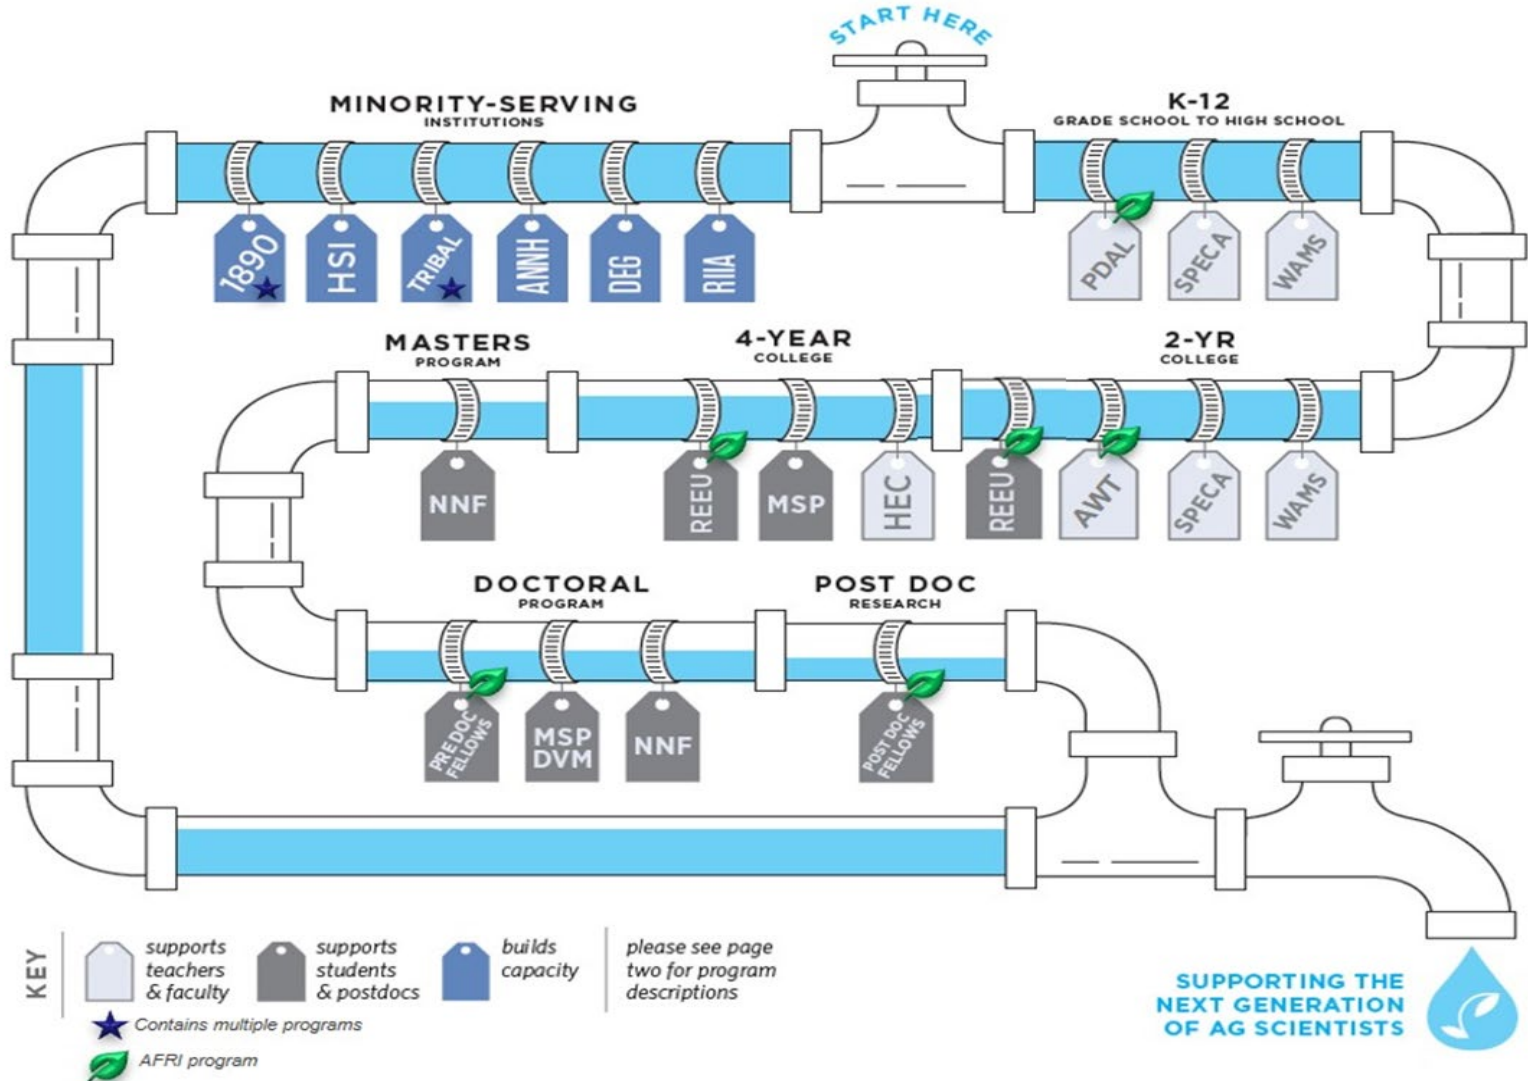 START HERE
MINORITY-SERVING
INSTITUTIONS
K-12
GRADE SCHOOL TO HIGH SCHOOL
1890
HSI
TRIBAL
ANNH
DEG
RIIA
PDAL
SPECA
WAMS
MASTERS
PROGRAM
4-YEAR
COLLEGE
2-YR
COLLEGE
NNF
REEU
MSP
HEC
REEU
AWT
SPECA
WAMS
DOCTORAL
PROGRAM
POST DOC
RESEARCH
PRE DOC
FELLOWS
MSP
DVM
NNF
POST DOC
FELLOWS
KEY
supports
teachers
& faculty
supports
students
& postdocs
builds
capacity
please see page
two for program
descriptions
Contains multiple programs
AFRI program
SUPPORTING THE
NEXT GENERATION
OF AG SCIENTISTS